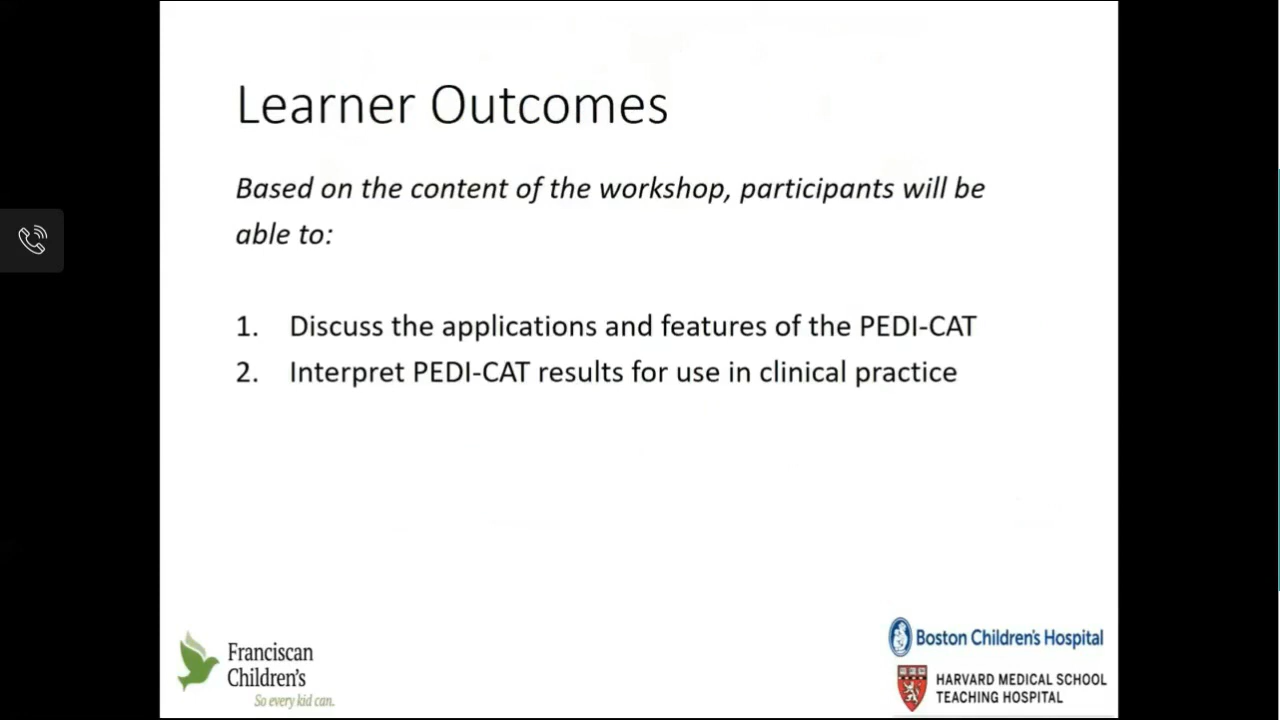 Learner Outcomes
Based on the content of the workshop, participants will be
able to:
1. Discuss the applications and features of the PEDI-CAT
2. Interpret PEDI-CAT results for use in clinical practice
Franciscan
Children's
So every kid can.
Boston Children's Hospital
HARVARD MEDICAL SCHOOL
TEACHING HOSPITAL